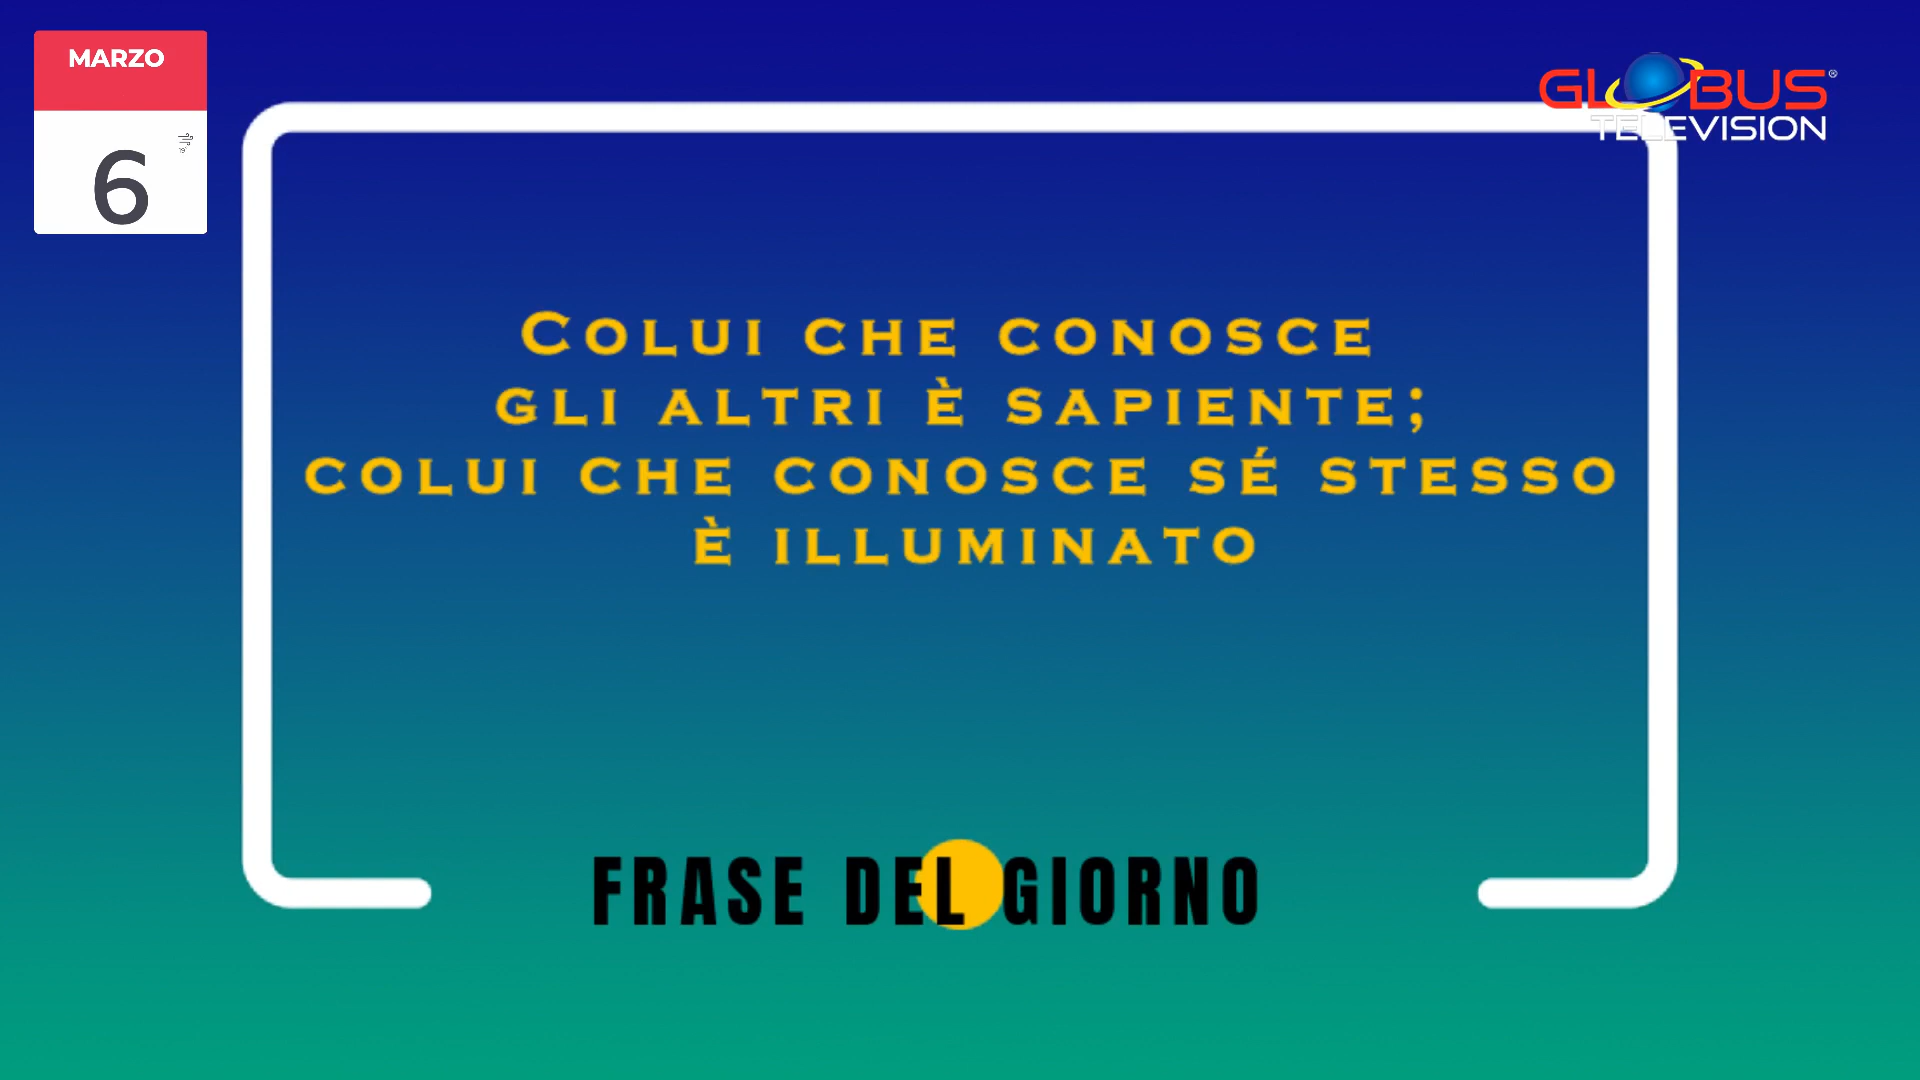 MARZO
6
GLOBUS®
TELEVISION
Colui che conosce
gli altri è sapiente;
colui che conosce sé stesso
è illuminato
FRASE DEL GIORNO